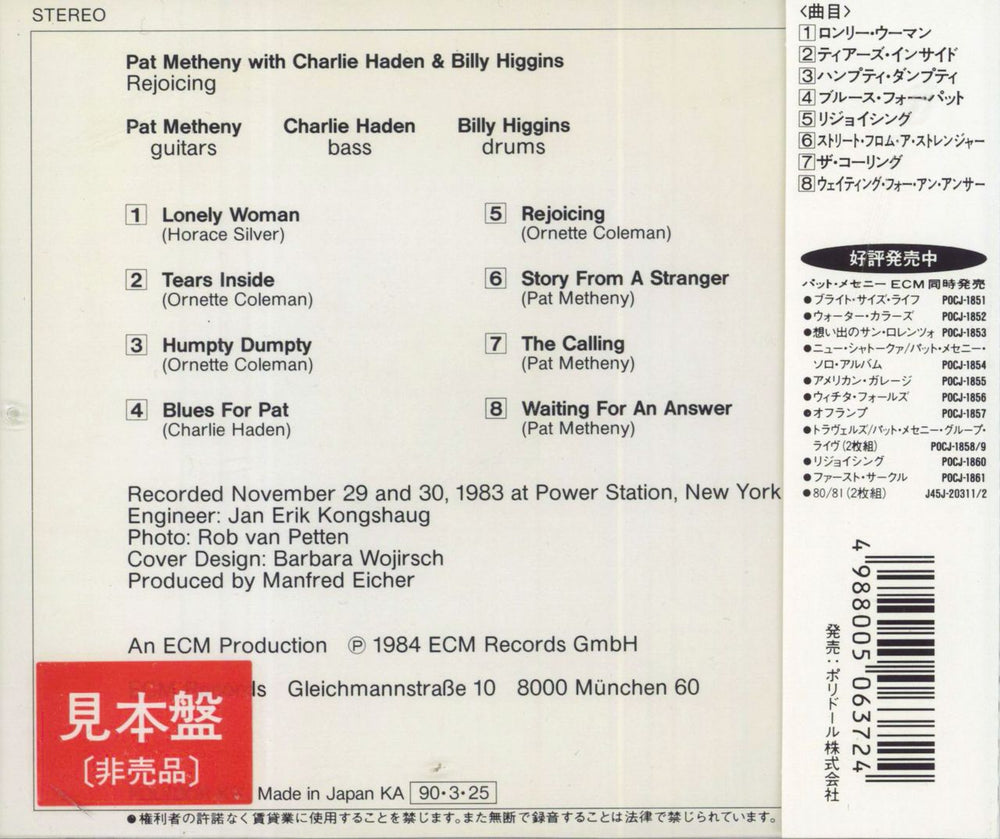 STEREO
Pat Metheny with Charlie Haden & Billy Higgins
Rejoicing
Pat Metheny Charlie Haden Billy Higgins
guitars bass drums
1 Lonely Woman
(Horace Silver)
2 Tears Inside
(Ornette Coleman)
3 Humpty Dumpty
(Ornette Coleman)
4 Blues For Pat
(Charlie Haden)
5 Rejoicing
(Ornette Coleman)
6 Story From A Stranger
(Pat Metheny)
7 The Calling
(Pat Metheny)
8 Waiting For An Answer
(Pat Metheny)
Recorded November 29 and 30, 1983 at Power Station, New York
Engineer: Jan Erik Kongshaug
Photo: Rob van Petten
Cover Design: Barbara Wojirsch
Produced by Manfred Eicher
An ECM Production ℗ 1984 ECM Records GmbH
ECM Records Gleichmannstraße 10 8000 München 60
見本盤
〔非売品〕
Made in Japan KA 90・3・25
●権利者の許諾なく賃貸業に使用することを禁じます。また無断で録音することは法律で禁じられています。
〈曲目〉
1 ロンリー・ウーマン
2 ティアーズ・インサイド
3 ハンプティ・ダンプティ
4 ブルース・フォー・パット
5 リジョイシング
6 ストリート・フロム・ア・ストレンジャー
7 ザ・コーリング
8 ウェイティング・フォー・アン・アンサー
好評発売中
パット・メセニー ECM 同時発売
●ブライト・サイズ・ライフ POCJ-1851
●ウォーター・カラーズ POCJ-1852
●想い出のサン・ロレンツォ POCJ-1853
●ニュー・シャトークァ/パット・メセニー・
ソロ・アルバム POCJ-1854
●アメリカン・ガレージ POCJ-1855
●ウィチタ・フォールズ POCJ-1856
●オフランプ POCJ-1857
●トラヴェルズ/パット・メセニー・グループ・
ライヴ(2枚組) POCJ-1858/9
●リジョイシング POCJ-1860
●ファースト・サークル POCJ-1861
●80/81(2枚組) J45J-20311/2
4 988005 063724
発売：ポリドール株式会社